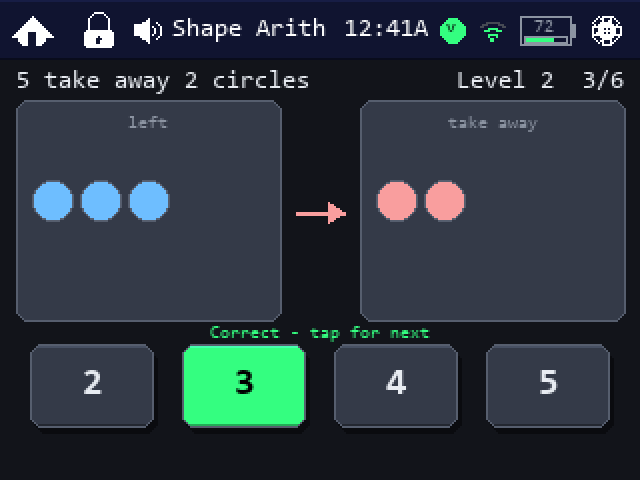 Shape Arith 12:41A 72
5 take away 2 circles Level 2 3/6
left take away
Correct - tap for next
2 3 4 5